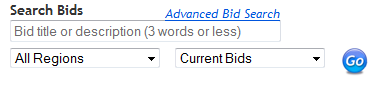 Search Bids Advanced Bid Search
Bid title or description (3 words or less)
All Regions Current Bids Go